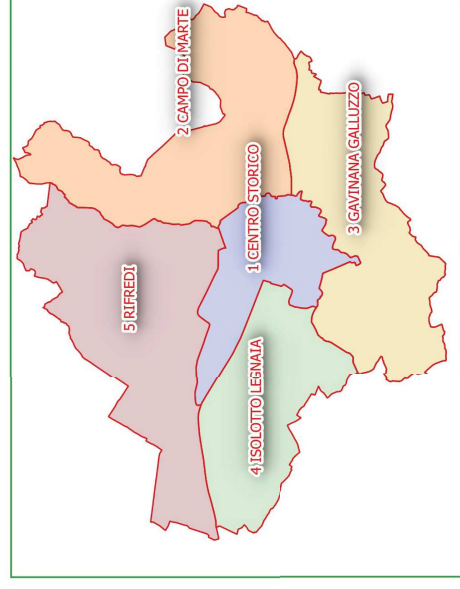 2 CAMPO DI MARTE
1 CENTRO STORICO
3 GAVINANA GALLUZZO
5 RIFREDI
4 ISOLOTTO LEGNAIA